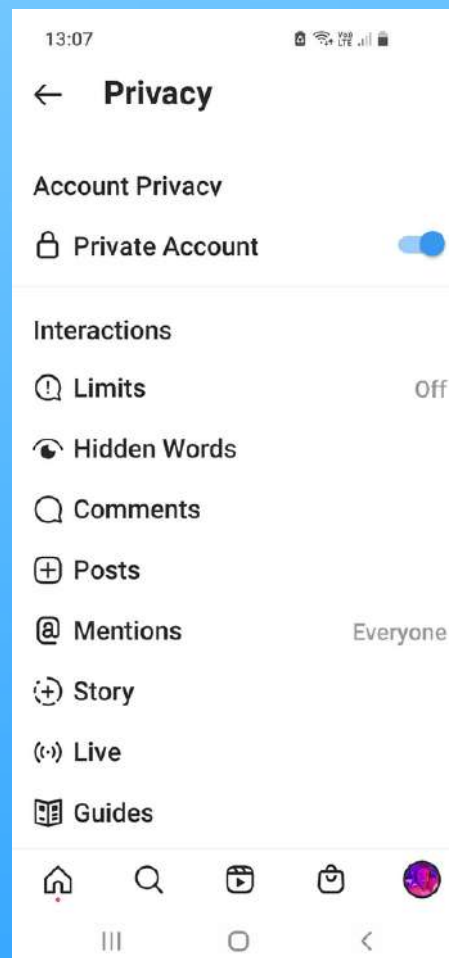 13:07
Privacy
Account Privacy
Private Account
Interactions
Limits Off
Hidden Words
Comments
Posts
Mentions Everyone
Story
Live
Guides